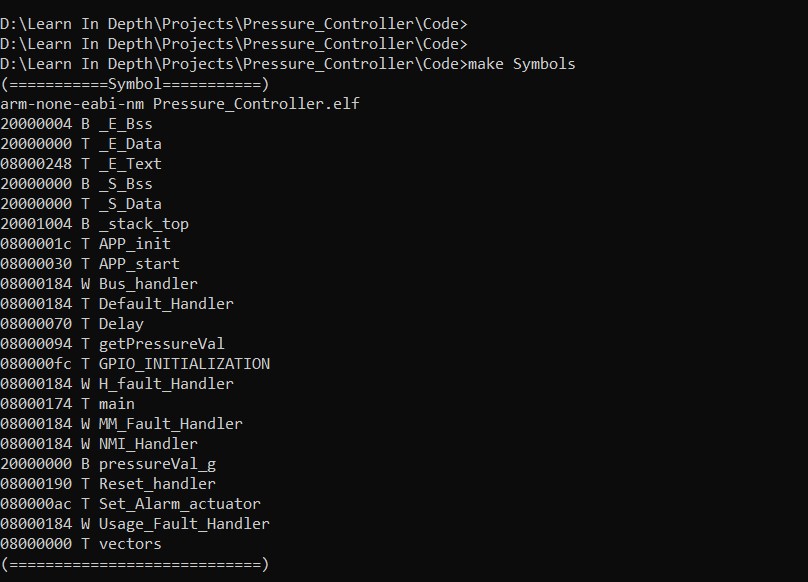 D:\Learn In Depth\Projects\Pressure_Controller\Code>
D:\Learn In Depth\Projects\Pressure_Controller\Code>
D:\Learn In Depth\Projects\Pressure_Controller\Code>make Symbols
(===========Symbol===========)
arm-none-eabi-nm Pressure_Controller.elf
20000004 B _E_Bss
20000000 T _E_Data
08000248 T _E_Text
20000000 B _S_Bss
20000000 T _S_Data
20001004 B _stack_top
0800001c T APP_init
08000030 T APP_start
08000184 W Bus_handler
08000184 T Default_Handler
08000070 T Delay
08000094 T getPressureVal
080000fc T GPIO_INITIALIZATION
08000184 W H_fault_Handler
08000174 T main
08000184 W MM_Fault_Handler
08000184 W NMI_Handler
20000000 B pressureVal_g
08000190 T Reset_handler
080000ac T Set_Alarm_actuator
08000184 W Usage_Fault_Handler
08000000 T vectors
(============================)